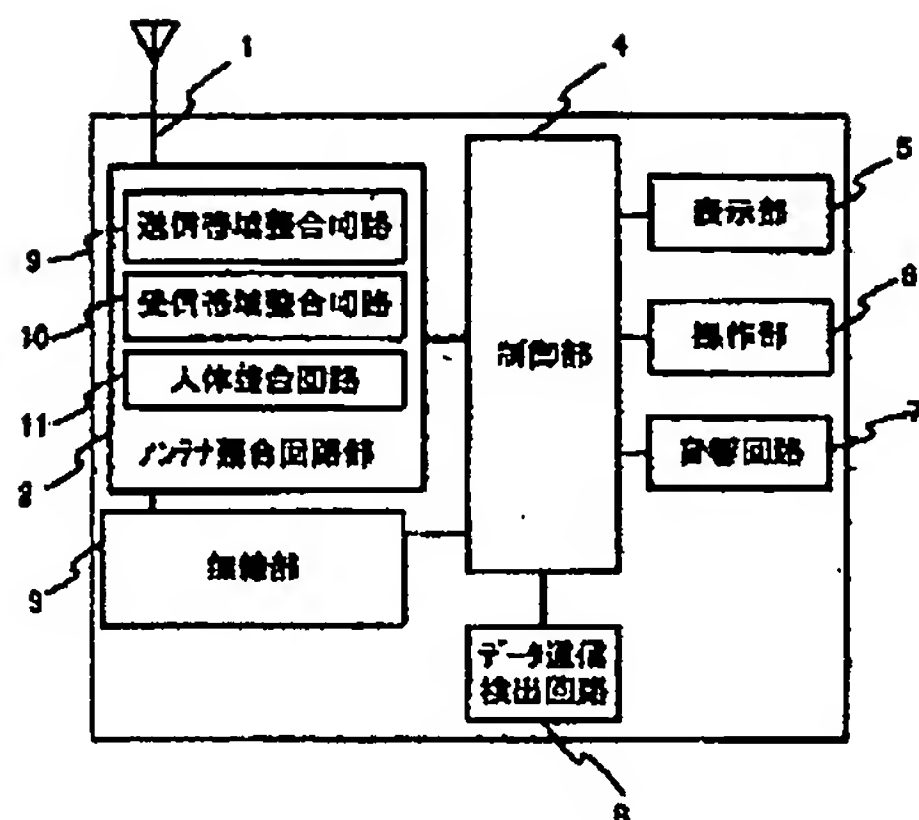 1
4
5
表示部
送信帯域整合回路
9
6
受信帯域整合回路
操作部
10
制御部
人体整合回路
11
7
アンテナ整合回路部
音響回路
2
無線部
3
データ通信
検出回路
8